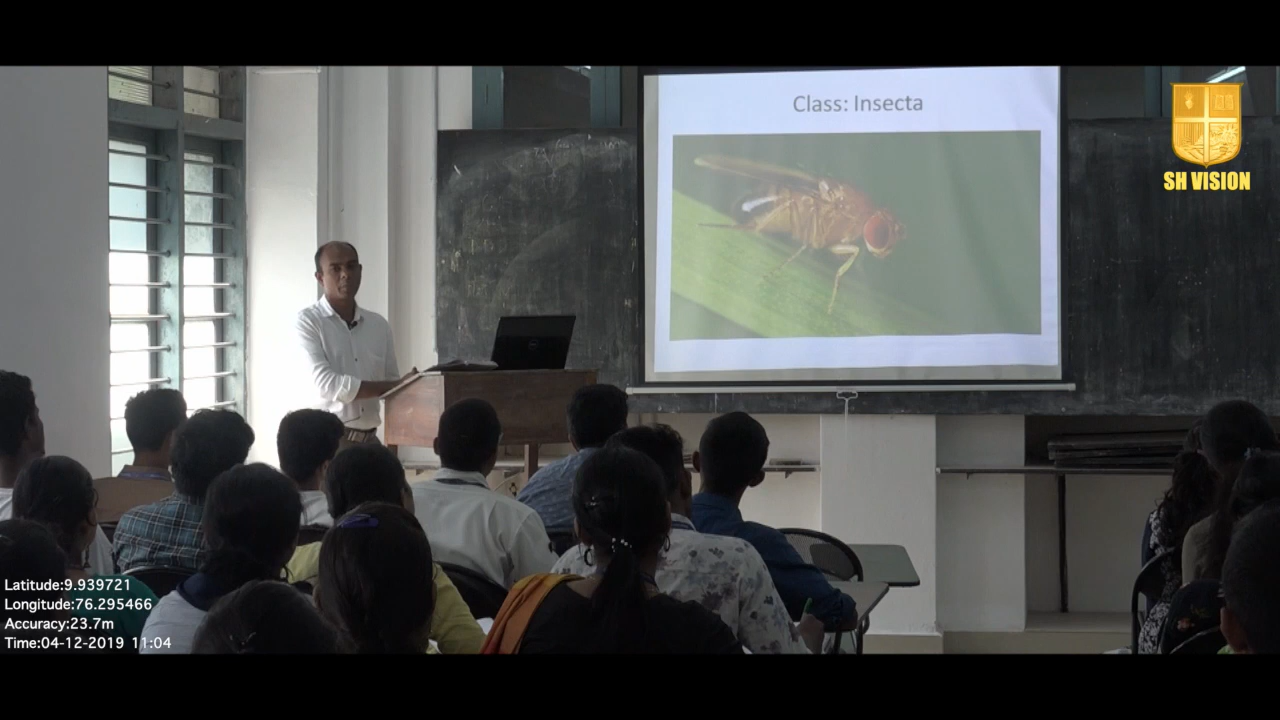 Class: Insecta
SH VISION
Latitude:9.939721
Longitude:76.295466
Accuracy:23.7m
Time:04-12-2019 11:04